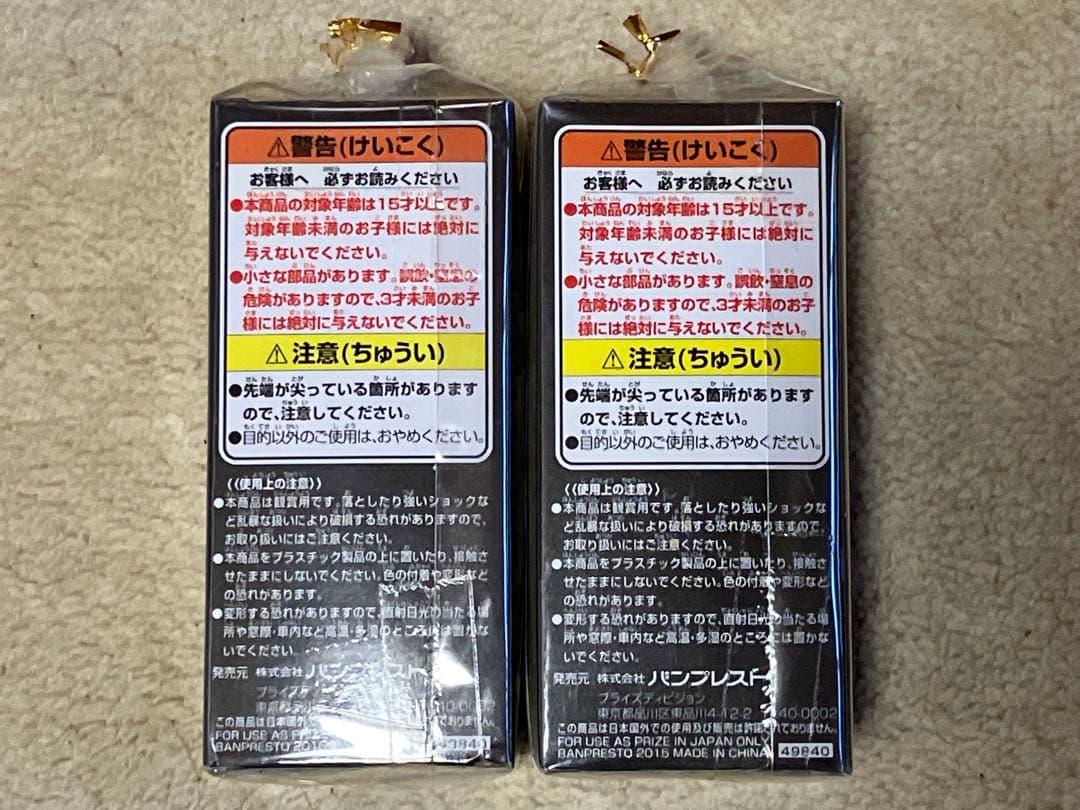 ⚠警告(けいこく)
お客様へ 必ずお読みください
●本商品の対象年齢は15才以上です。
対象年齢未満のお子様には絶対に
与えないでください。
●小さな部品があります。誤飲・窒息の
危険がありますので、3才未満のお子
様には絶対に与えないでください。
⚠注意(ちゅうい)
●先端が尖っている箇所があります
ので、注意してください。
●目的以外のご使用は、おやめください。
《使用上の注意》
●本商品は観賞用です。落としたり強いショックな
ど乱暴な扱いにより破損する恐れがありますので、
お取り扱いにはご注意ください。
●本商品をプラスチック製品の上に置いたり、接触さ
せたままにしないでください。色の付着や変形など
の恐れがあります。
●変形する恐れがありますので、直射日光の当たる場
所や窓際・車内など高温・多湿のところには置かな
いでください。
発売元 株式会社 バンプレスト
プライズディビジョン
この商品は日本国外で
FOR USE AS PRIZE IN JAPAN
BANPRESTO
49840
⚠警告(けいこく)
お客様へ 必ずお読みください
●本商品の対象年齢は15才以上です。
対象年齢未満のお子様には絶対に
与えないでください。
●小さな部品があります。誤飲・窒息の
危険がありますので、3才未満のお子
様には絶対に与えないでください。
⚠注意(ちゅうい)
●先端が尖っている箇所があります
ので、注意してください。
●目的以外のご使用は、おやめください。
《使用上の注意》
●本商品は観賞用です。落としたり強いショックな
ど乱暴な扱いにより破損する恐れがありますので、
お取り扱いにはご注意ください。
●本商品をプラスチック製品の上に置いたり、接触さ
せたままにしないでください。色の付着や変形など
の恐れがあります。
●変形する恐れがありますので、直射日光の当たる場
所や窓際・車内など高温・多湿のところには置かな
いでください。
発売元 株式会社 バンプレスト
プライズディビジョン
東京都品川区東品川4-12-2 140-0002
この商品は日本国外での使用及び販売は許諾されておりません。
FOR USE AS PRIZE IN JAPAN ONLY
BANPRESTO 2015 MADE IN CHINA
49840